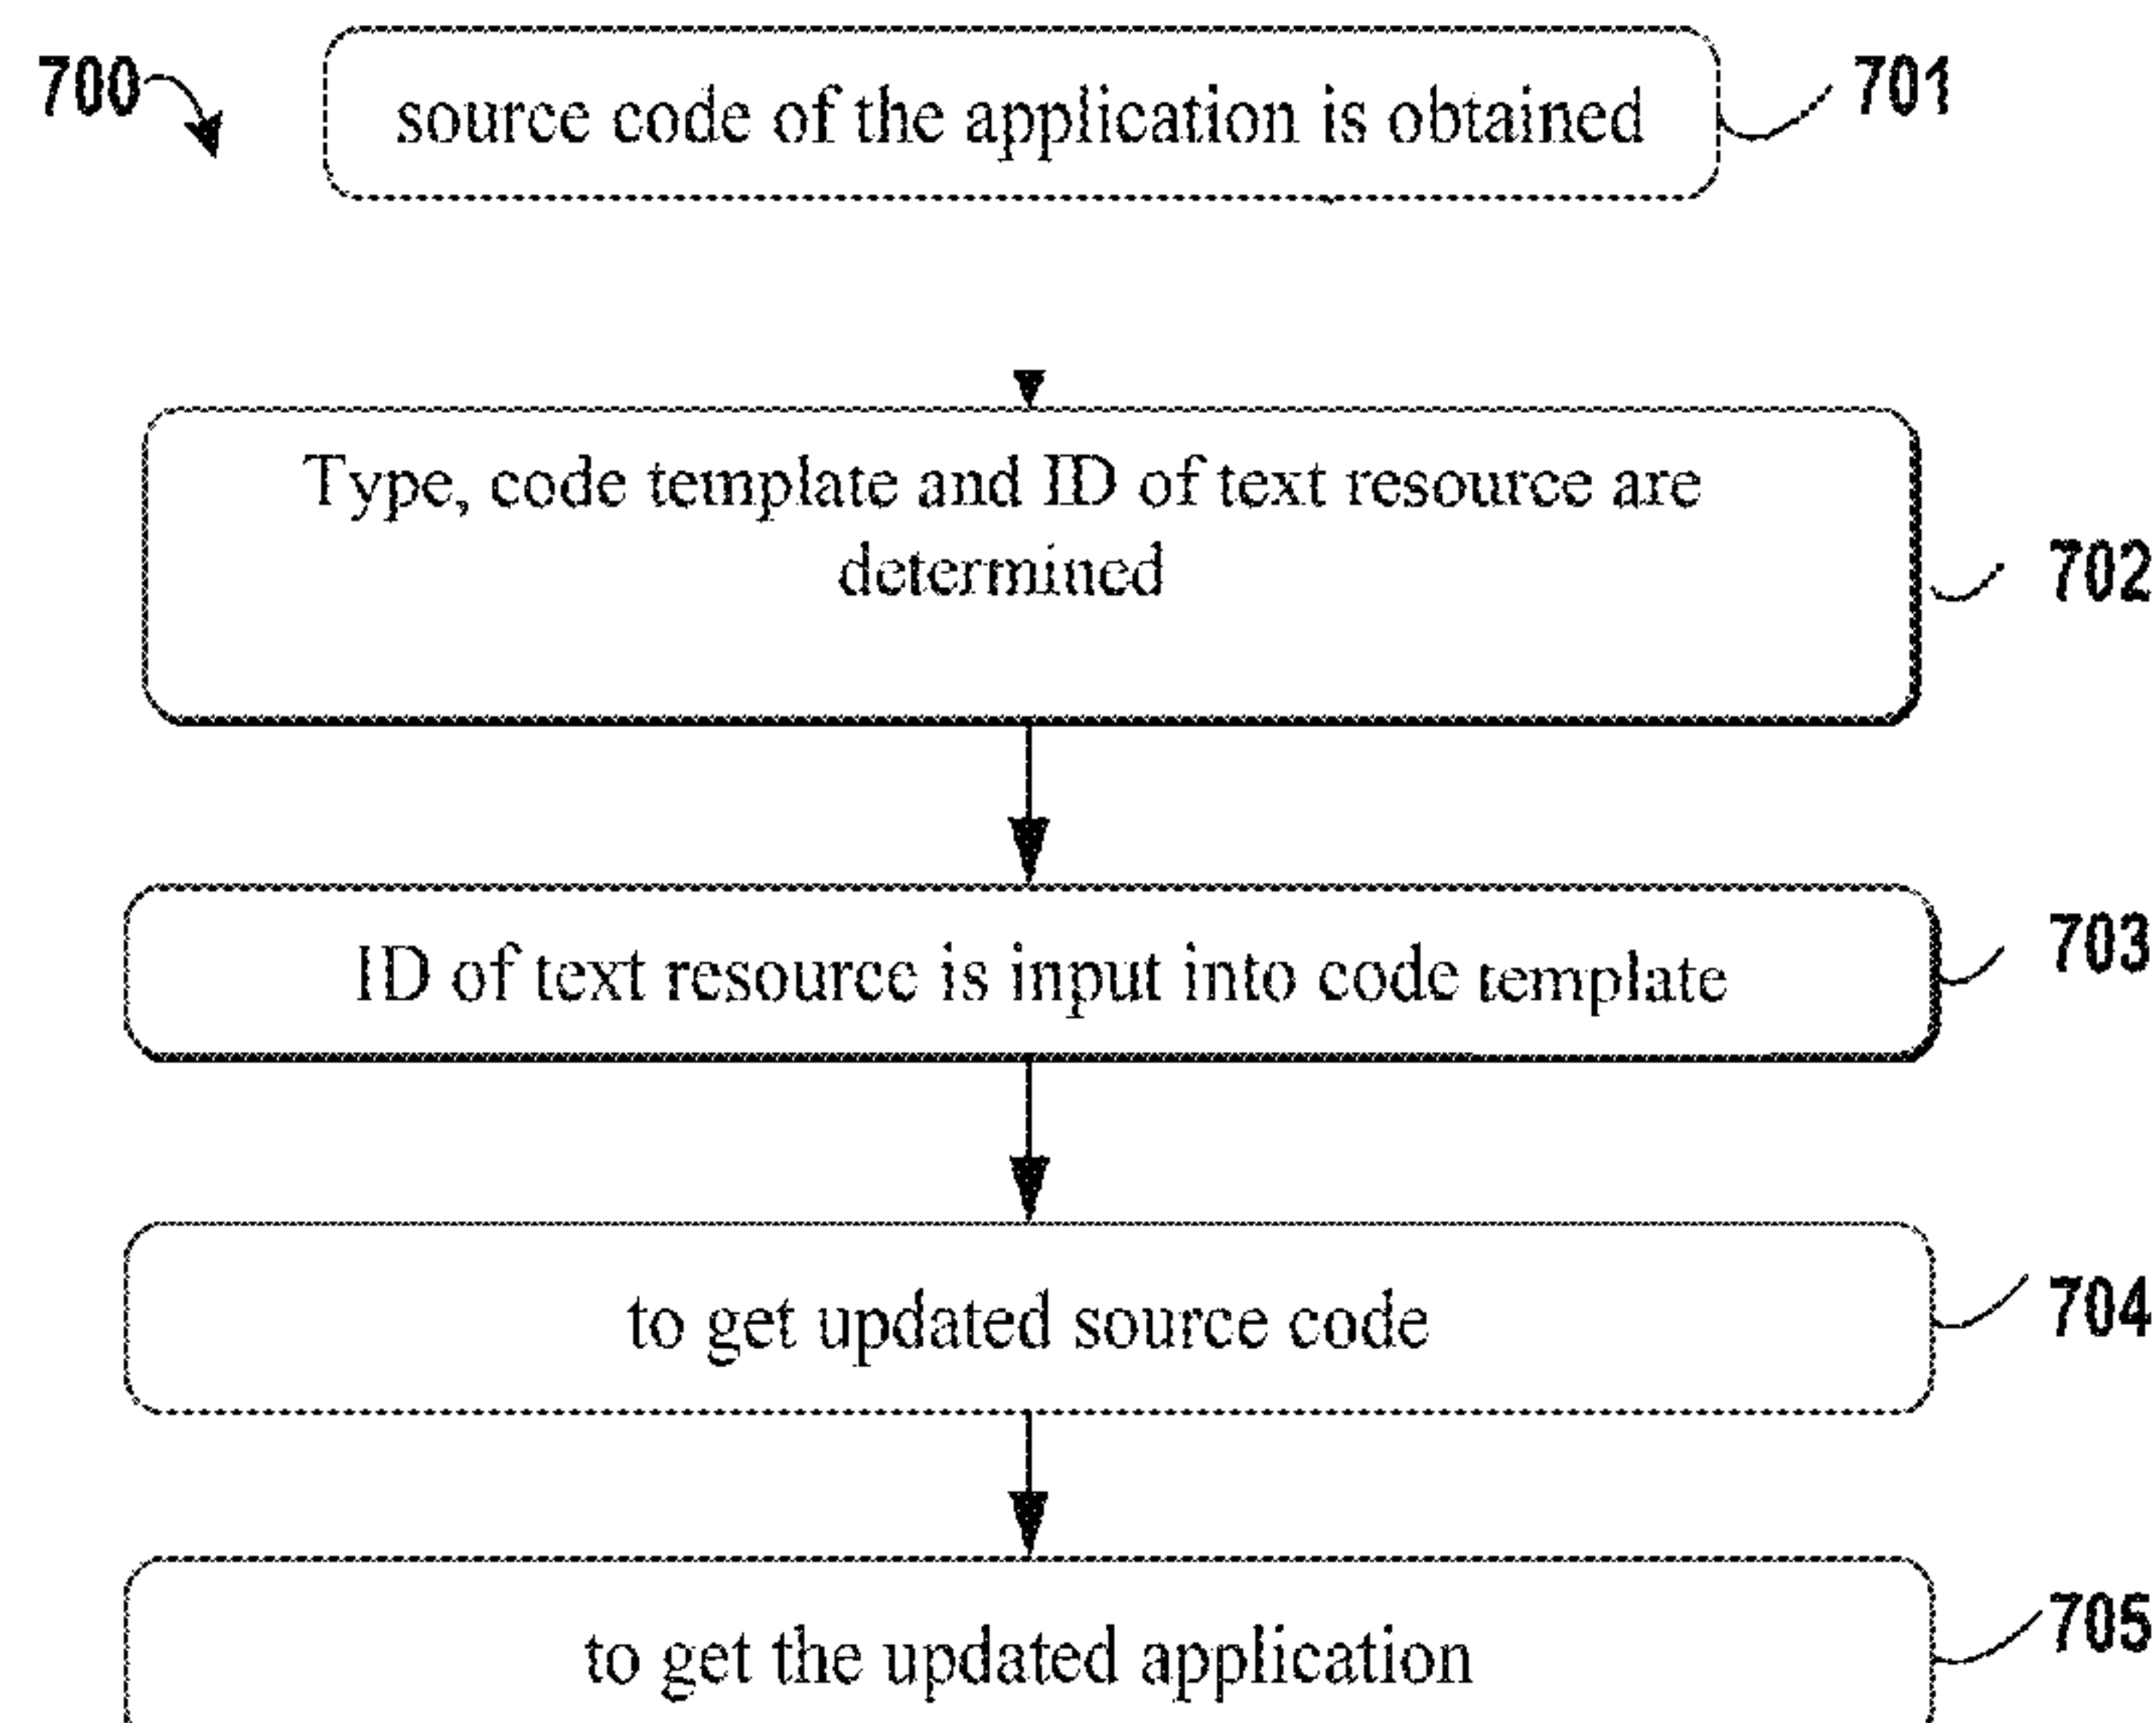 700
source code of the application is obtained
701
Type, code template and ID of text resource are
determined
702
ID of text resource is input into code template
703
to get updated source code
704
to get the updated application
705